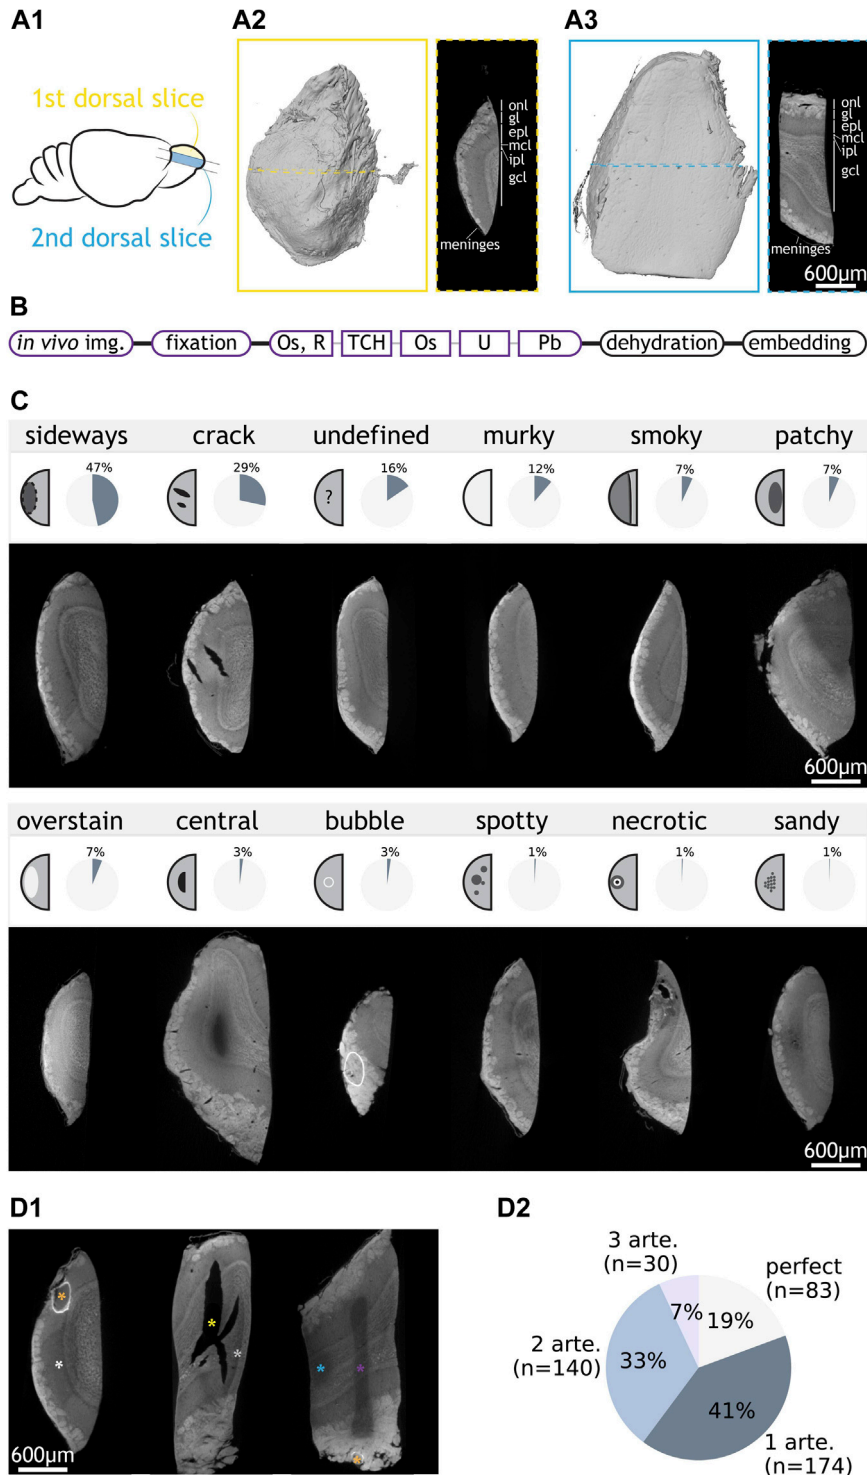 A1
A2
A3
1st dorsal slice
2nd dorsal slice
onl
gl
epl
mcl
ipl
gcl
meninges
onl
gl
epl
mcl
ipl
gcl
meninges
600µm
B
in vivo img.
fixation
Os, R
TCH
Os
U
Pb
dehydration
embedding
C
sideways crack undefined murky smoky patchy
47% 29% 16% 12% 7% 7%
?
600µm
overstain central bubble spotty necrotic sandy
7% 3% 3% 1% 1% 1%
600µm
D1
* * * * * * *
600µm
D2
3 arte.
(n=30)
perfect
(n=83)
7%
19%
2 arte.
(n=140)
33%
41%
1 arte.
(n=174)